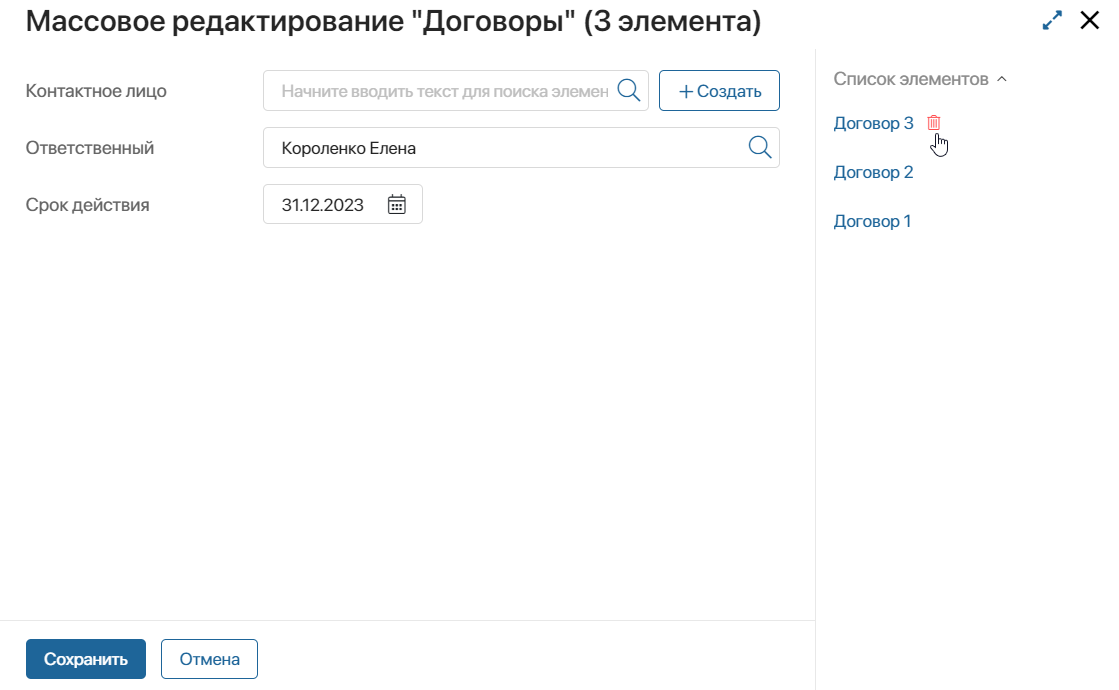 Массовое редактирование "Договоры" (3 элемента)
Контактное лицо
Начните вводить текст для поиска элемен
Создать
Ответственный
Короленко Елена
Срок действия
31.12.2023
Список элементов
Договор 3
Договор 2
Договор 1
Сохранить
Отмена